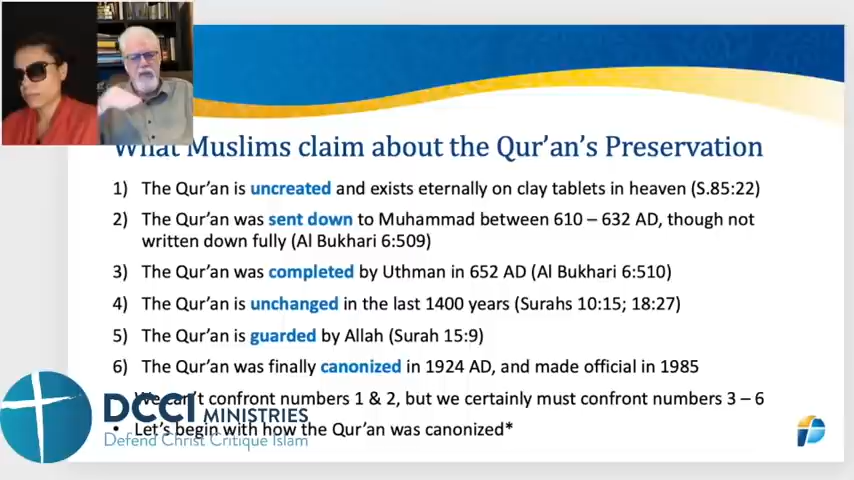 What Muslims claim about the Qur'an's Preservation
1) The Qur'an is uncreated and exists eternally on clay tablets in heaven (S.85:22)
2) The Qur'an was sent down to Muhammad between 610 – 632 AD, though not
written down fully (Al Bukhari 6:509)
3) The Qur'an was completed by Uthman in 652 AD (Al Bukhari 6:510)
4) The Qur'an is unchanged in the last 1400 years (Surahs 10:15; 18:27)
5) The Qur'an is guarded by Allah (Surah 15:9)
6) The Qur'an was finally canonized in 1924 AD, and made official in 1985
We can't confront numbers 1 & 2, but we certainly must confront numbers 3 – 6
• Let's begin with how the Qur'an was canonized*
DCCI MINISTRIES
Defend Christ Critique Islam